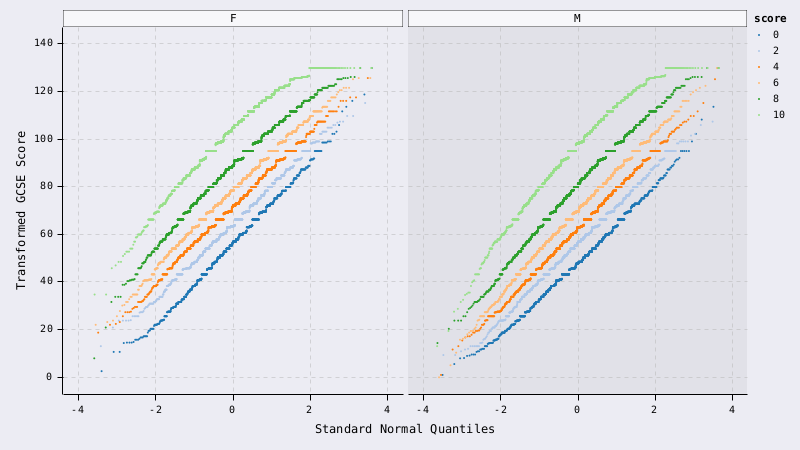 F
M
score
0
2
4
6
8
10
Transformed GCSE Score
140
120
100
80
60
40
20
0
-4 -2 0 2 4
-4 -2 0 2 4
Standard Normal Quantiles